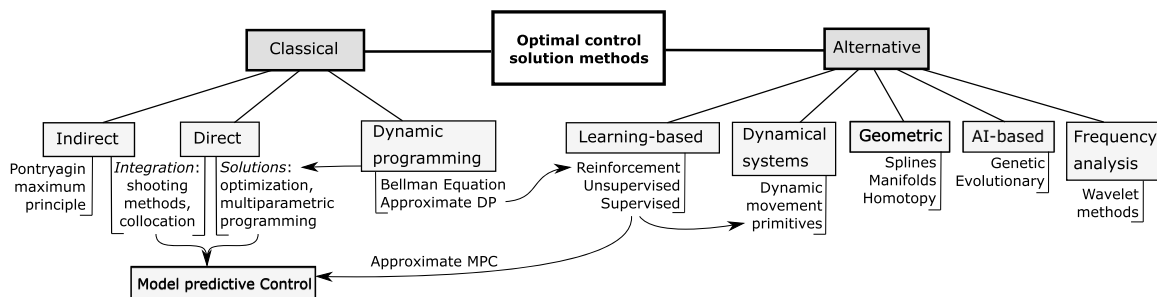 Optimal control
solution methods
Classical
Alternative
Indirect
Pontryagin
maximum
principle
Direct
Integration:
shooting
methods,
collocation
Solutions:
optimization,
multiparametric
programming
Dynamic
programming
Bellman Equation
Approximate DP
Learning-based
Reinforcement
Unsupervised
Supervised
Dynamical
systems
Dynamic
movement
primitives
Geometric
Splines
Manifolds
Homotopy
AI-based
Genetic
Evolutionary
Frequency
analysis
Wavelet
methods
Approximate MPC
Model predictive Control